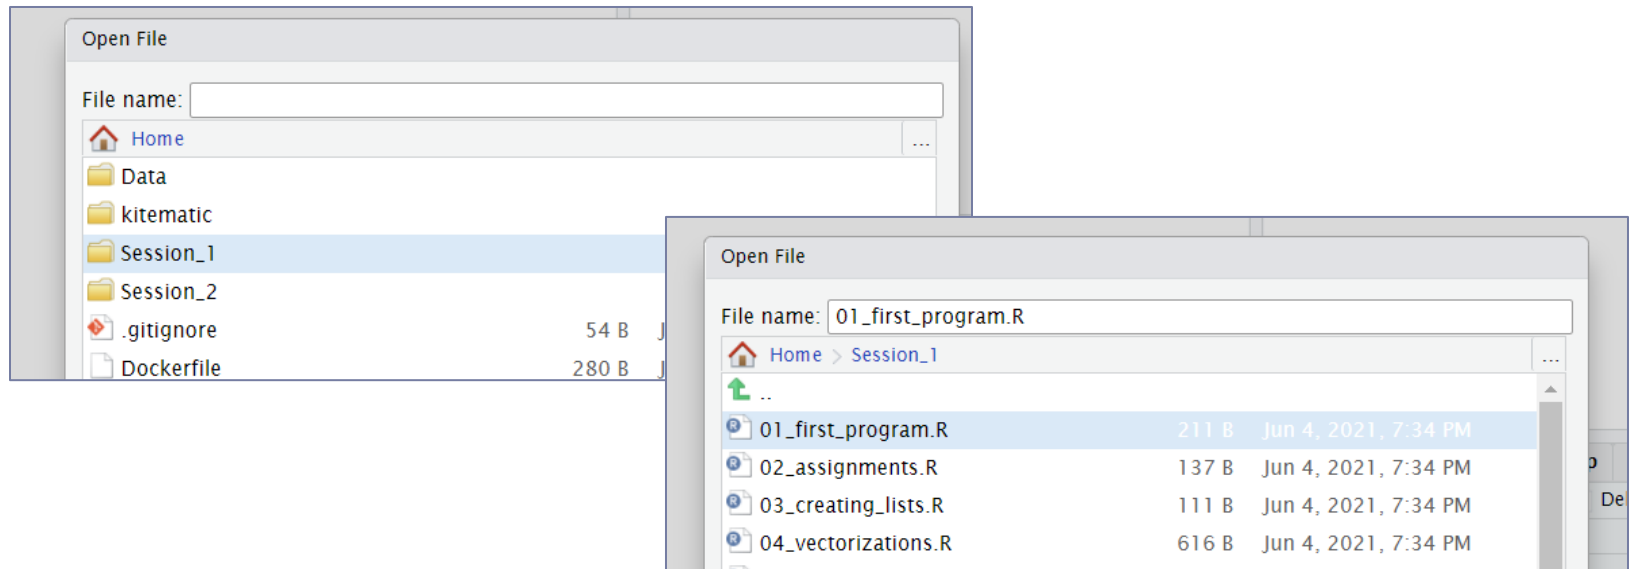 Open File
File name:
Home
...
Data
kitematic
Session_1
Session_2
.gitignore 54 B
Dockerfile 280 B
Open File
File name: 01_first_program.R
Home Session_1
...
..
01_first_program.R 211 B Jun 4, 2021, 7:34 PM
02_assignments.R 137 B Jun 4, 2021, 7:34 PM
03_creating_lists.R 111 B Jun 4, 2021, 7:34 PM
04_vectorizations.R 616 B Jun 4, 2021, 7:34 PM